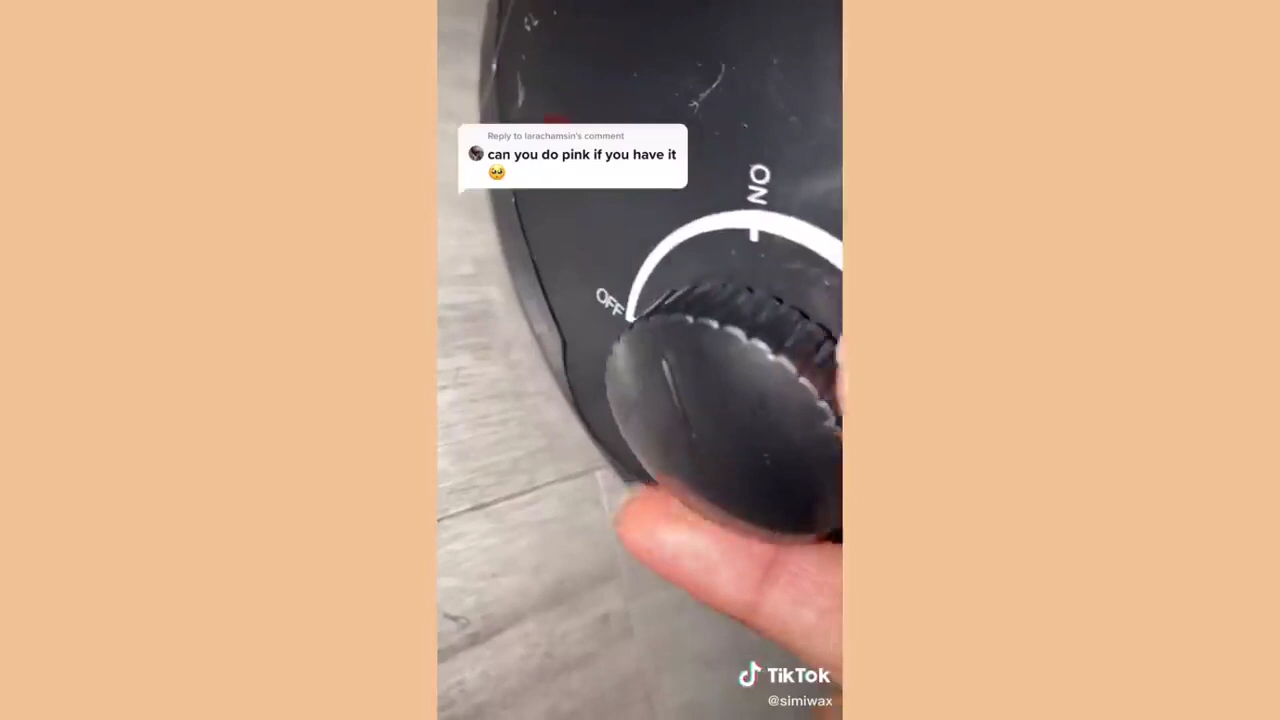 Reply to larachamsin's comment
can you do pink if you have it
🥺
ON
OFF
TikTok
@simiwax